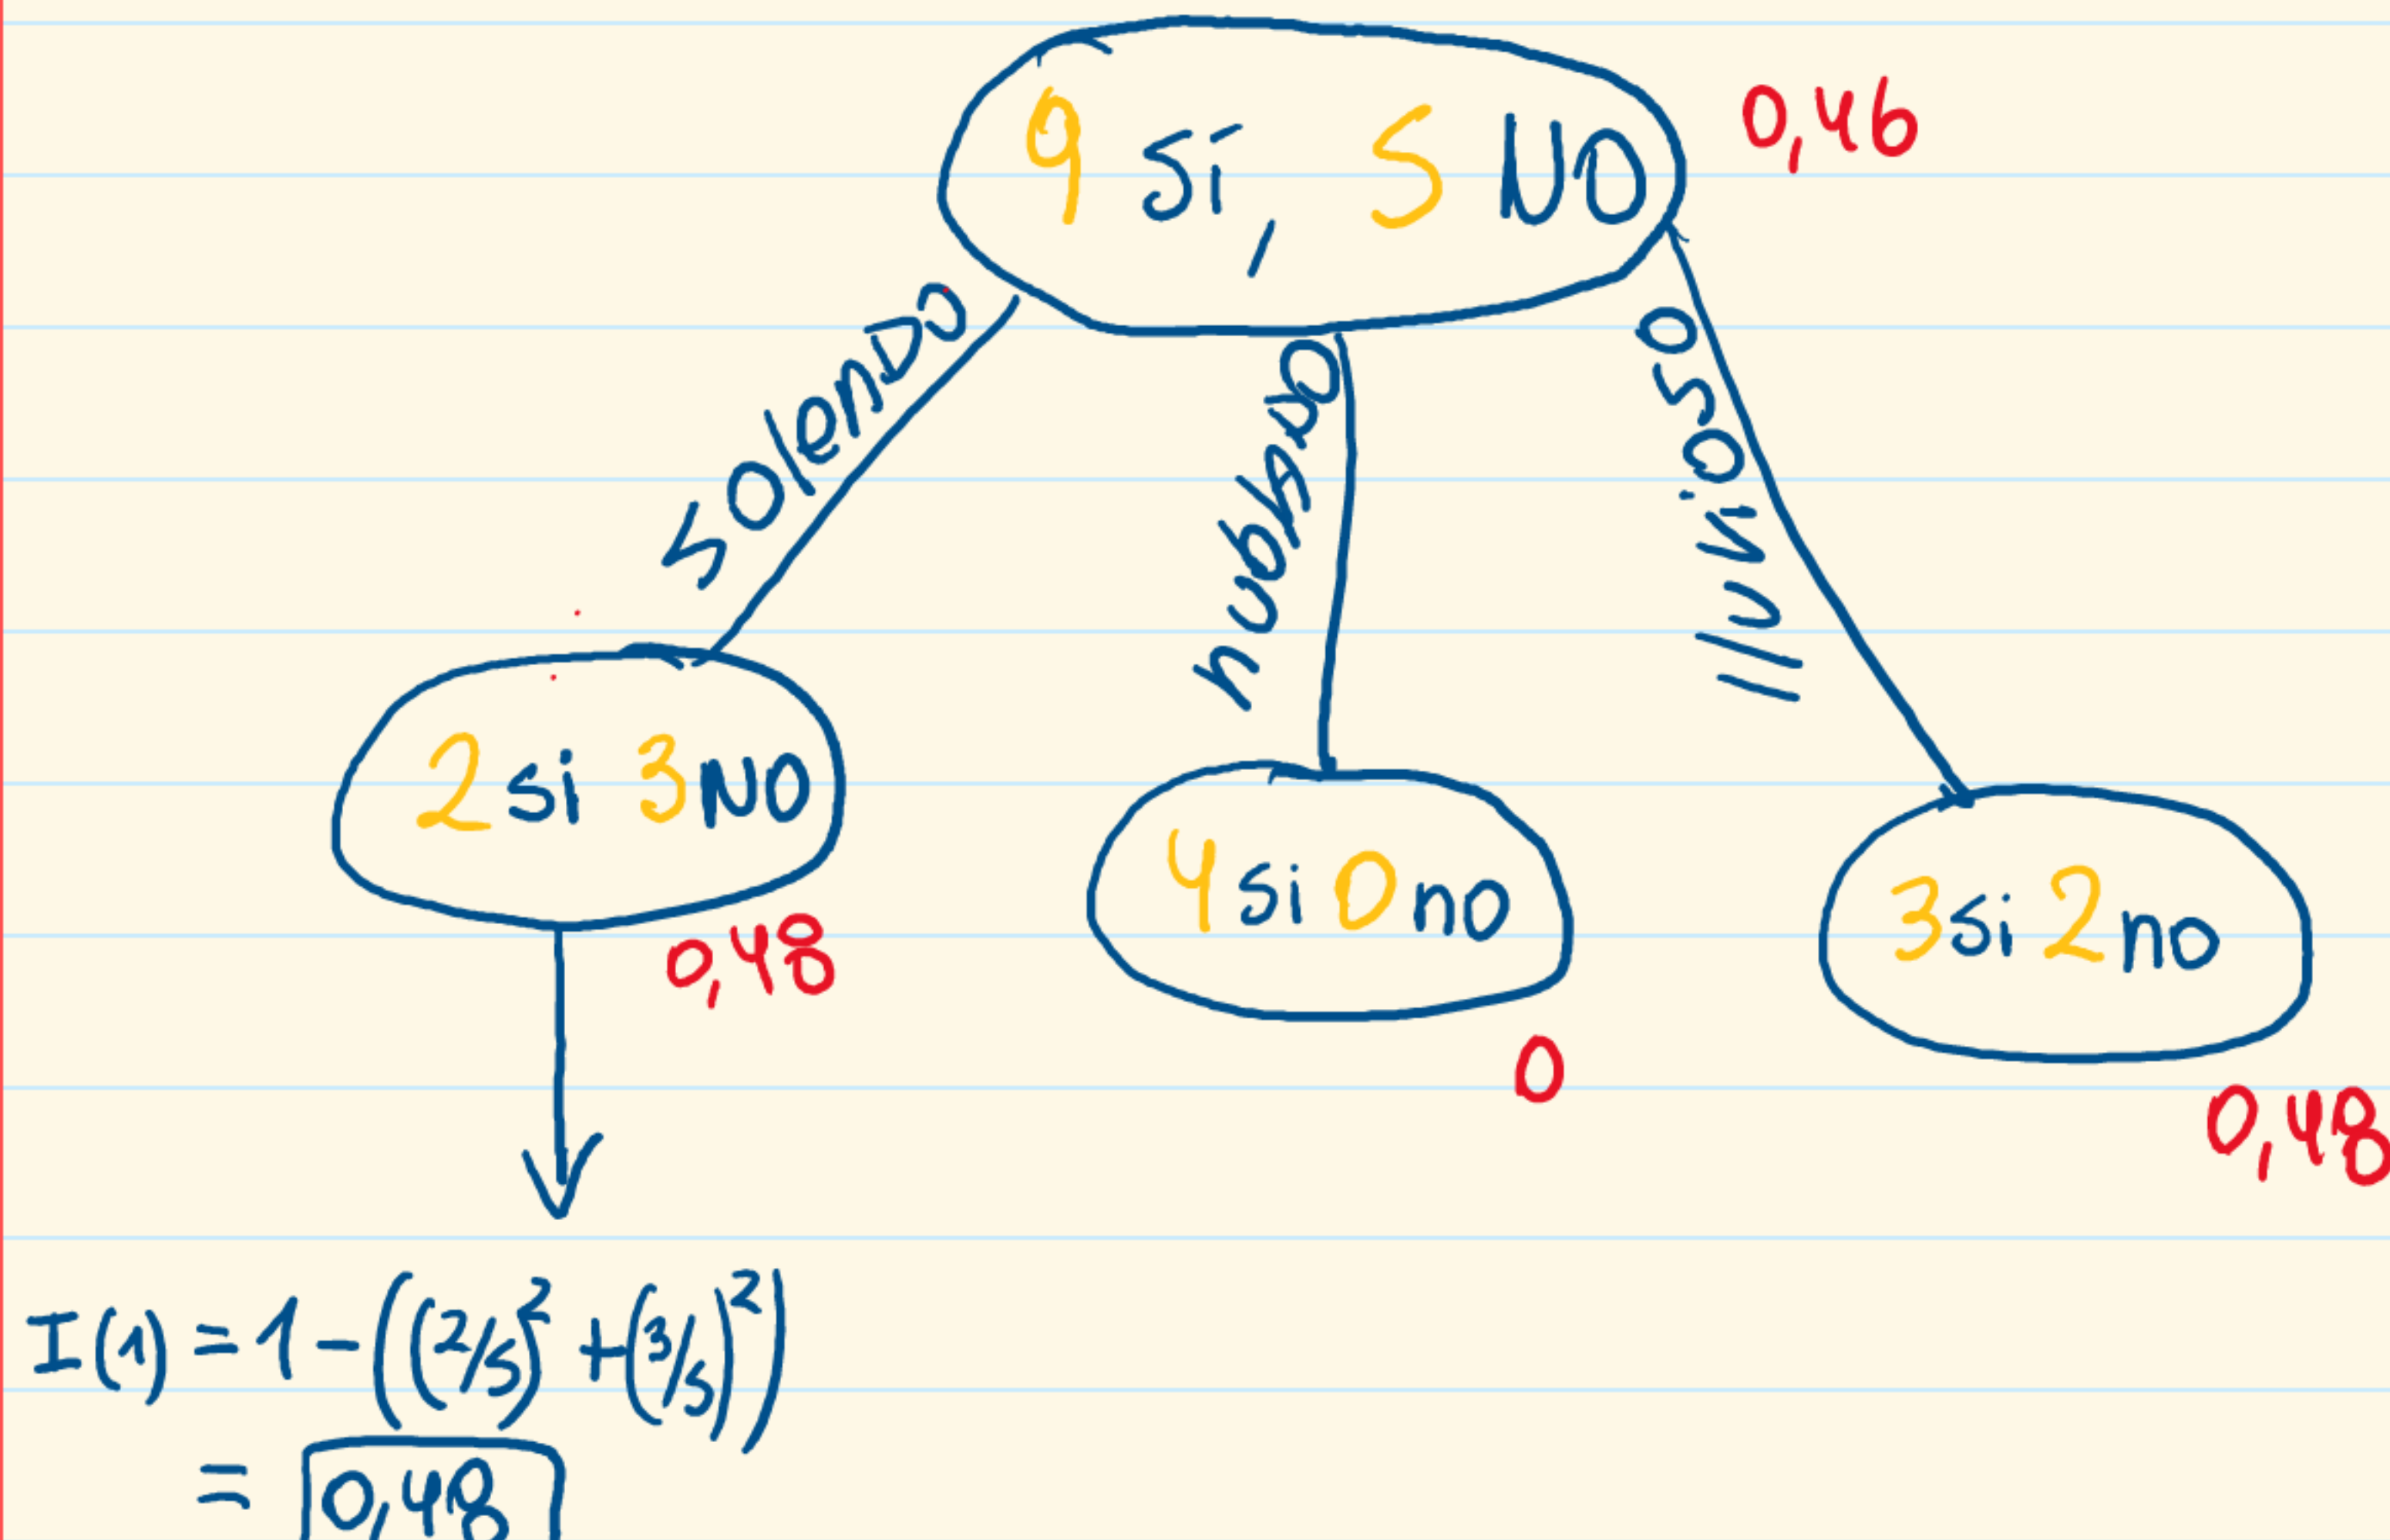 9 sí, 5 NO
0,46
solendo
nublado
lluvioso
2 si 3 NO
0,48
4 si 0 no
0
3 si 2 no
0,48
I(1) = 1 - ((2/5)² + (3/5)²)
= 0,48